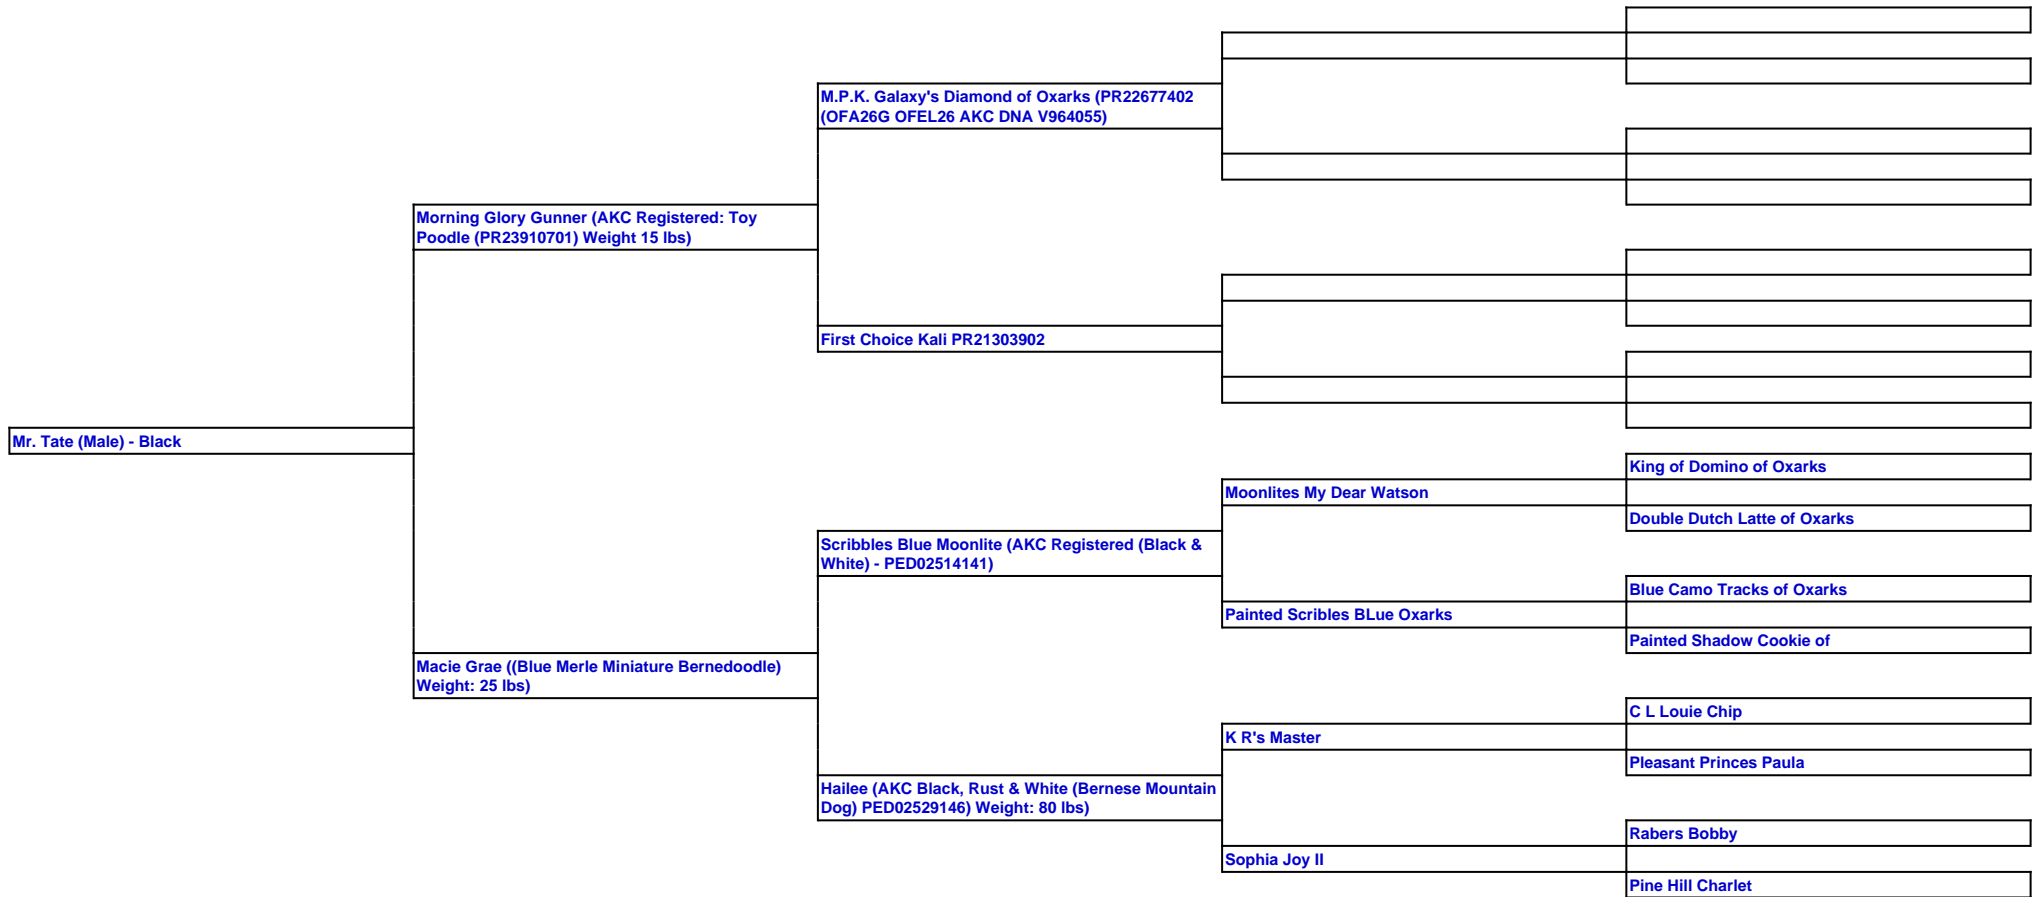 M.P.K. Galaxy's Diamond of Oxarks (PR22677402
(OFA26G OFEL26 AKC DNA V964055)
Morning Glory Gunner (AKC Registered: Toy
Poodle (PR23910701) Weight 15 lbs)
First Choice Kali PR21303902
Mr. Tate (Male) - Black
King of Domino of Oxarks
Moonlites My Dear Watson
Double Dutch Latte of Oxarks
Scribbles Blue Moonlite (AKC Registered (Black &
White) - PED02514141)
Blue Camo Tracks of Oxarks
Painted Scribles BLue Oxarks
Painted Shadow Cookie of
Macie Grae ((Blue Merle Miniature Bernedoodle)
Weight: 25 lbs)
C L Louie Chip
K R's Master
Pleasant Princes Paula
Hailee (AKC Black, Rust & White (Bernese Mountain
Dog) PED02529146) Weight: 80 lbs)
Rabers Bobby
Sophia Joy II
Pine Hill Charlet